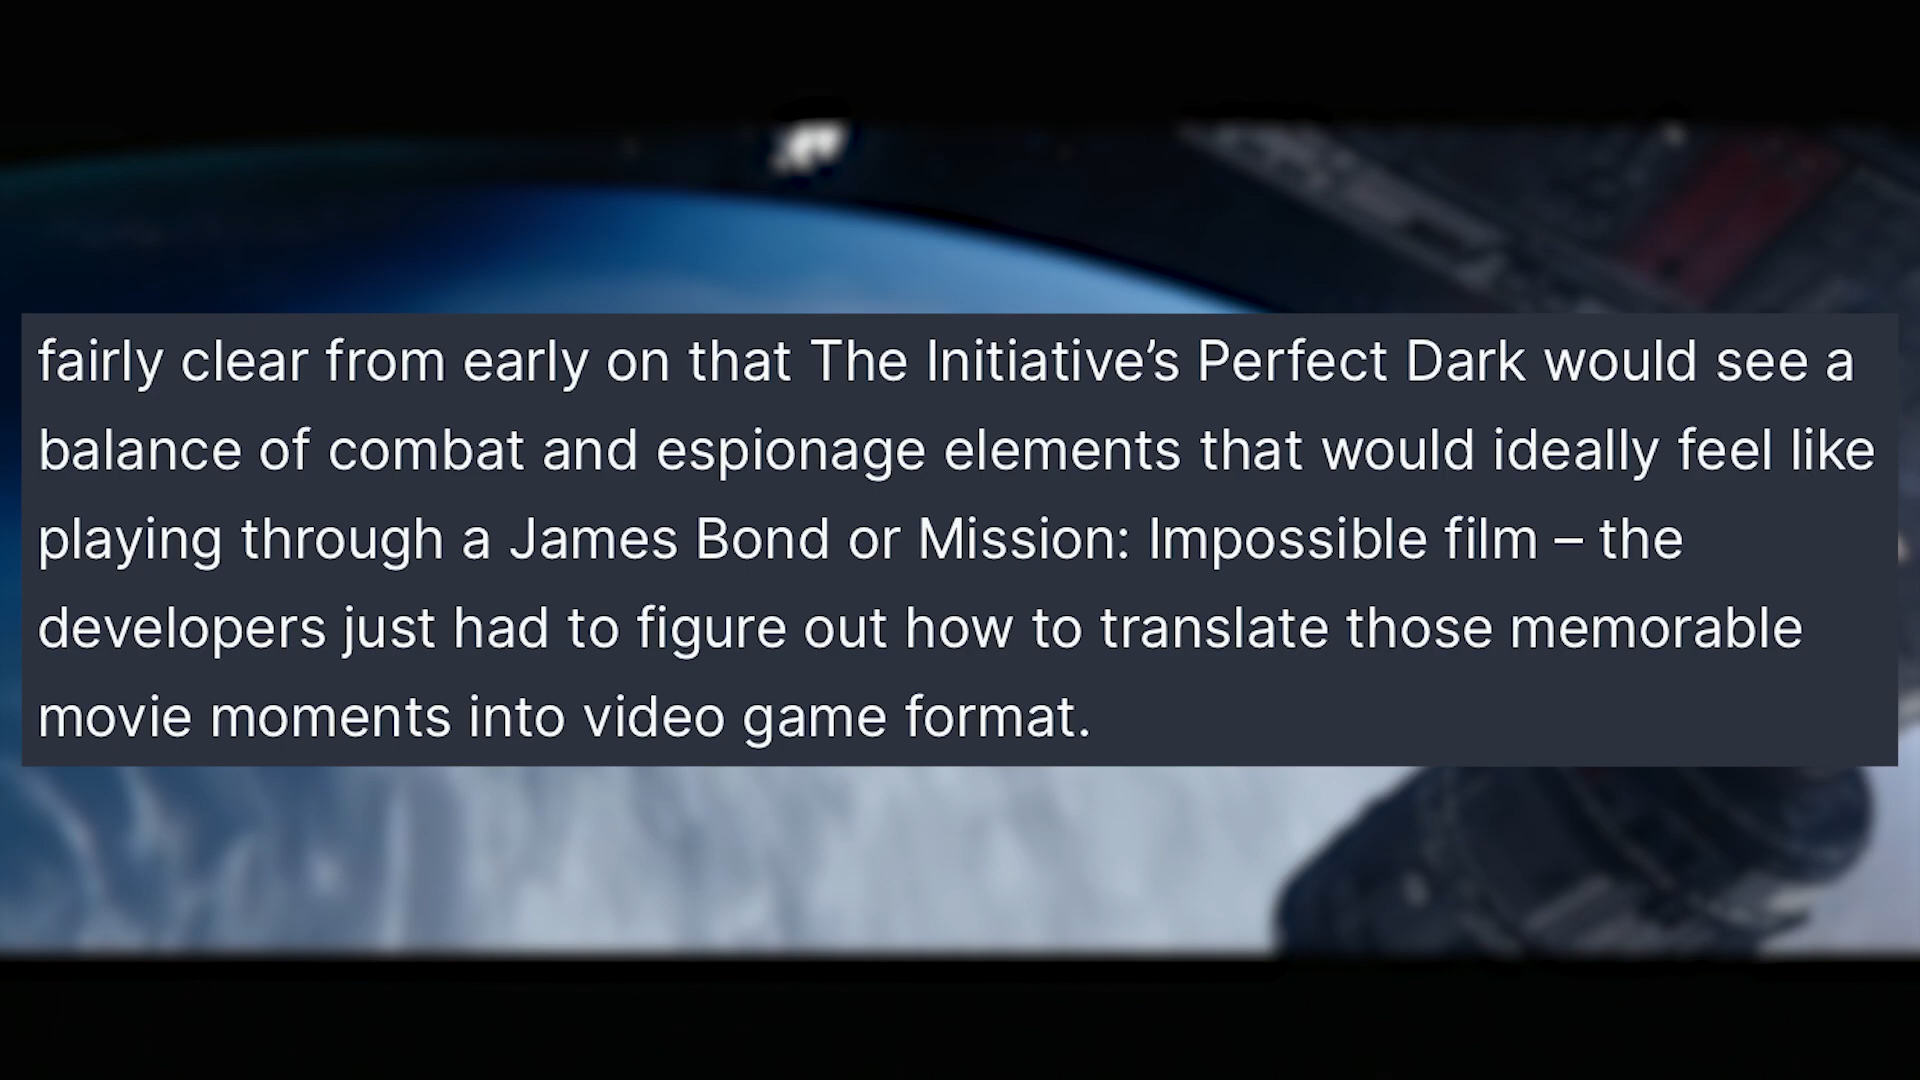 fairly clear from early on that The Initiative’s Perfect Dark would see a
balance of combat and espionage elements that would ideally feel like
playing through a James Bond or Mission: Impossible film – the
developers just had to figure out how to translate those memorable
movie moments into video game format.